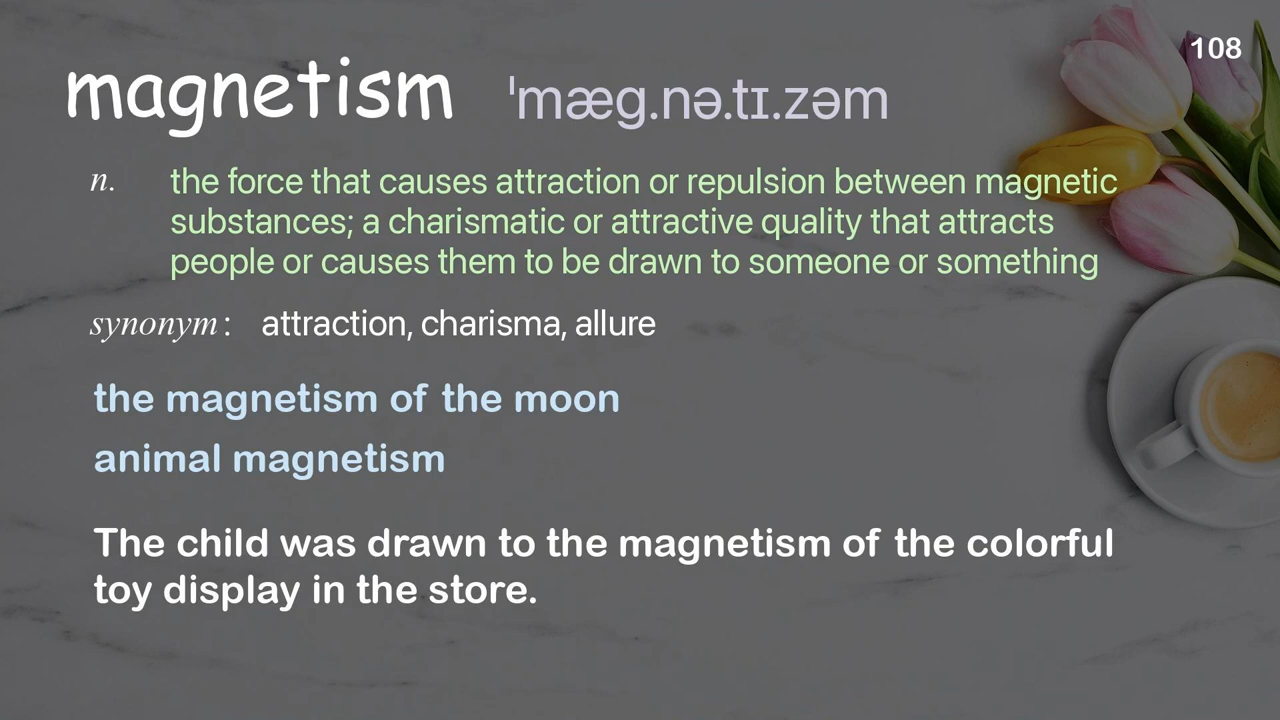 108
magnetism ˈmæg.nə.tɪ.zəm
n. the force that causes attraction or repulsion between magnetic
substances; a charismatic or attractive quality that attracts
people or causes them to be drawn to someone or something
synonym: attraction, charisma, allure
the magnetism of the moon
animal magnetism
The child was drawn to the magnetism of the colorful
toy display in the store.